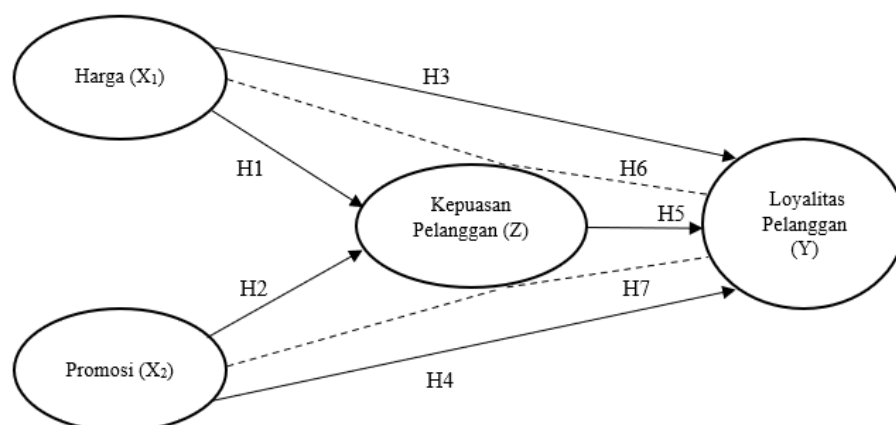 Harga (X₁)
H3
H1
H6
Kepuasan
Pelanggan (Z)
H5
Loyalitas
Pelanggan
(Y)
H2
H7
Promosi (X₂)
H4